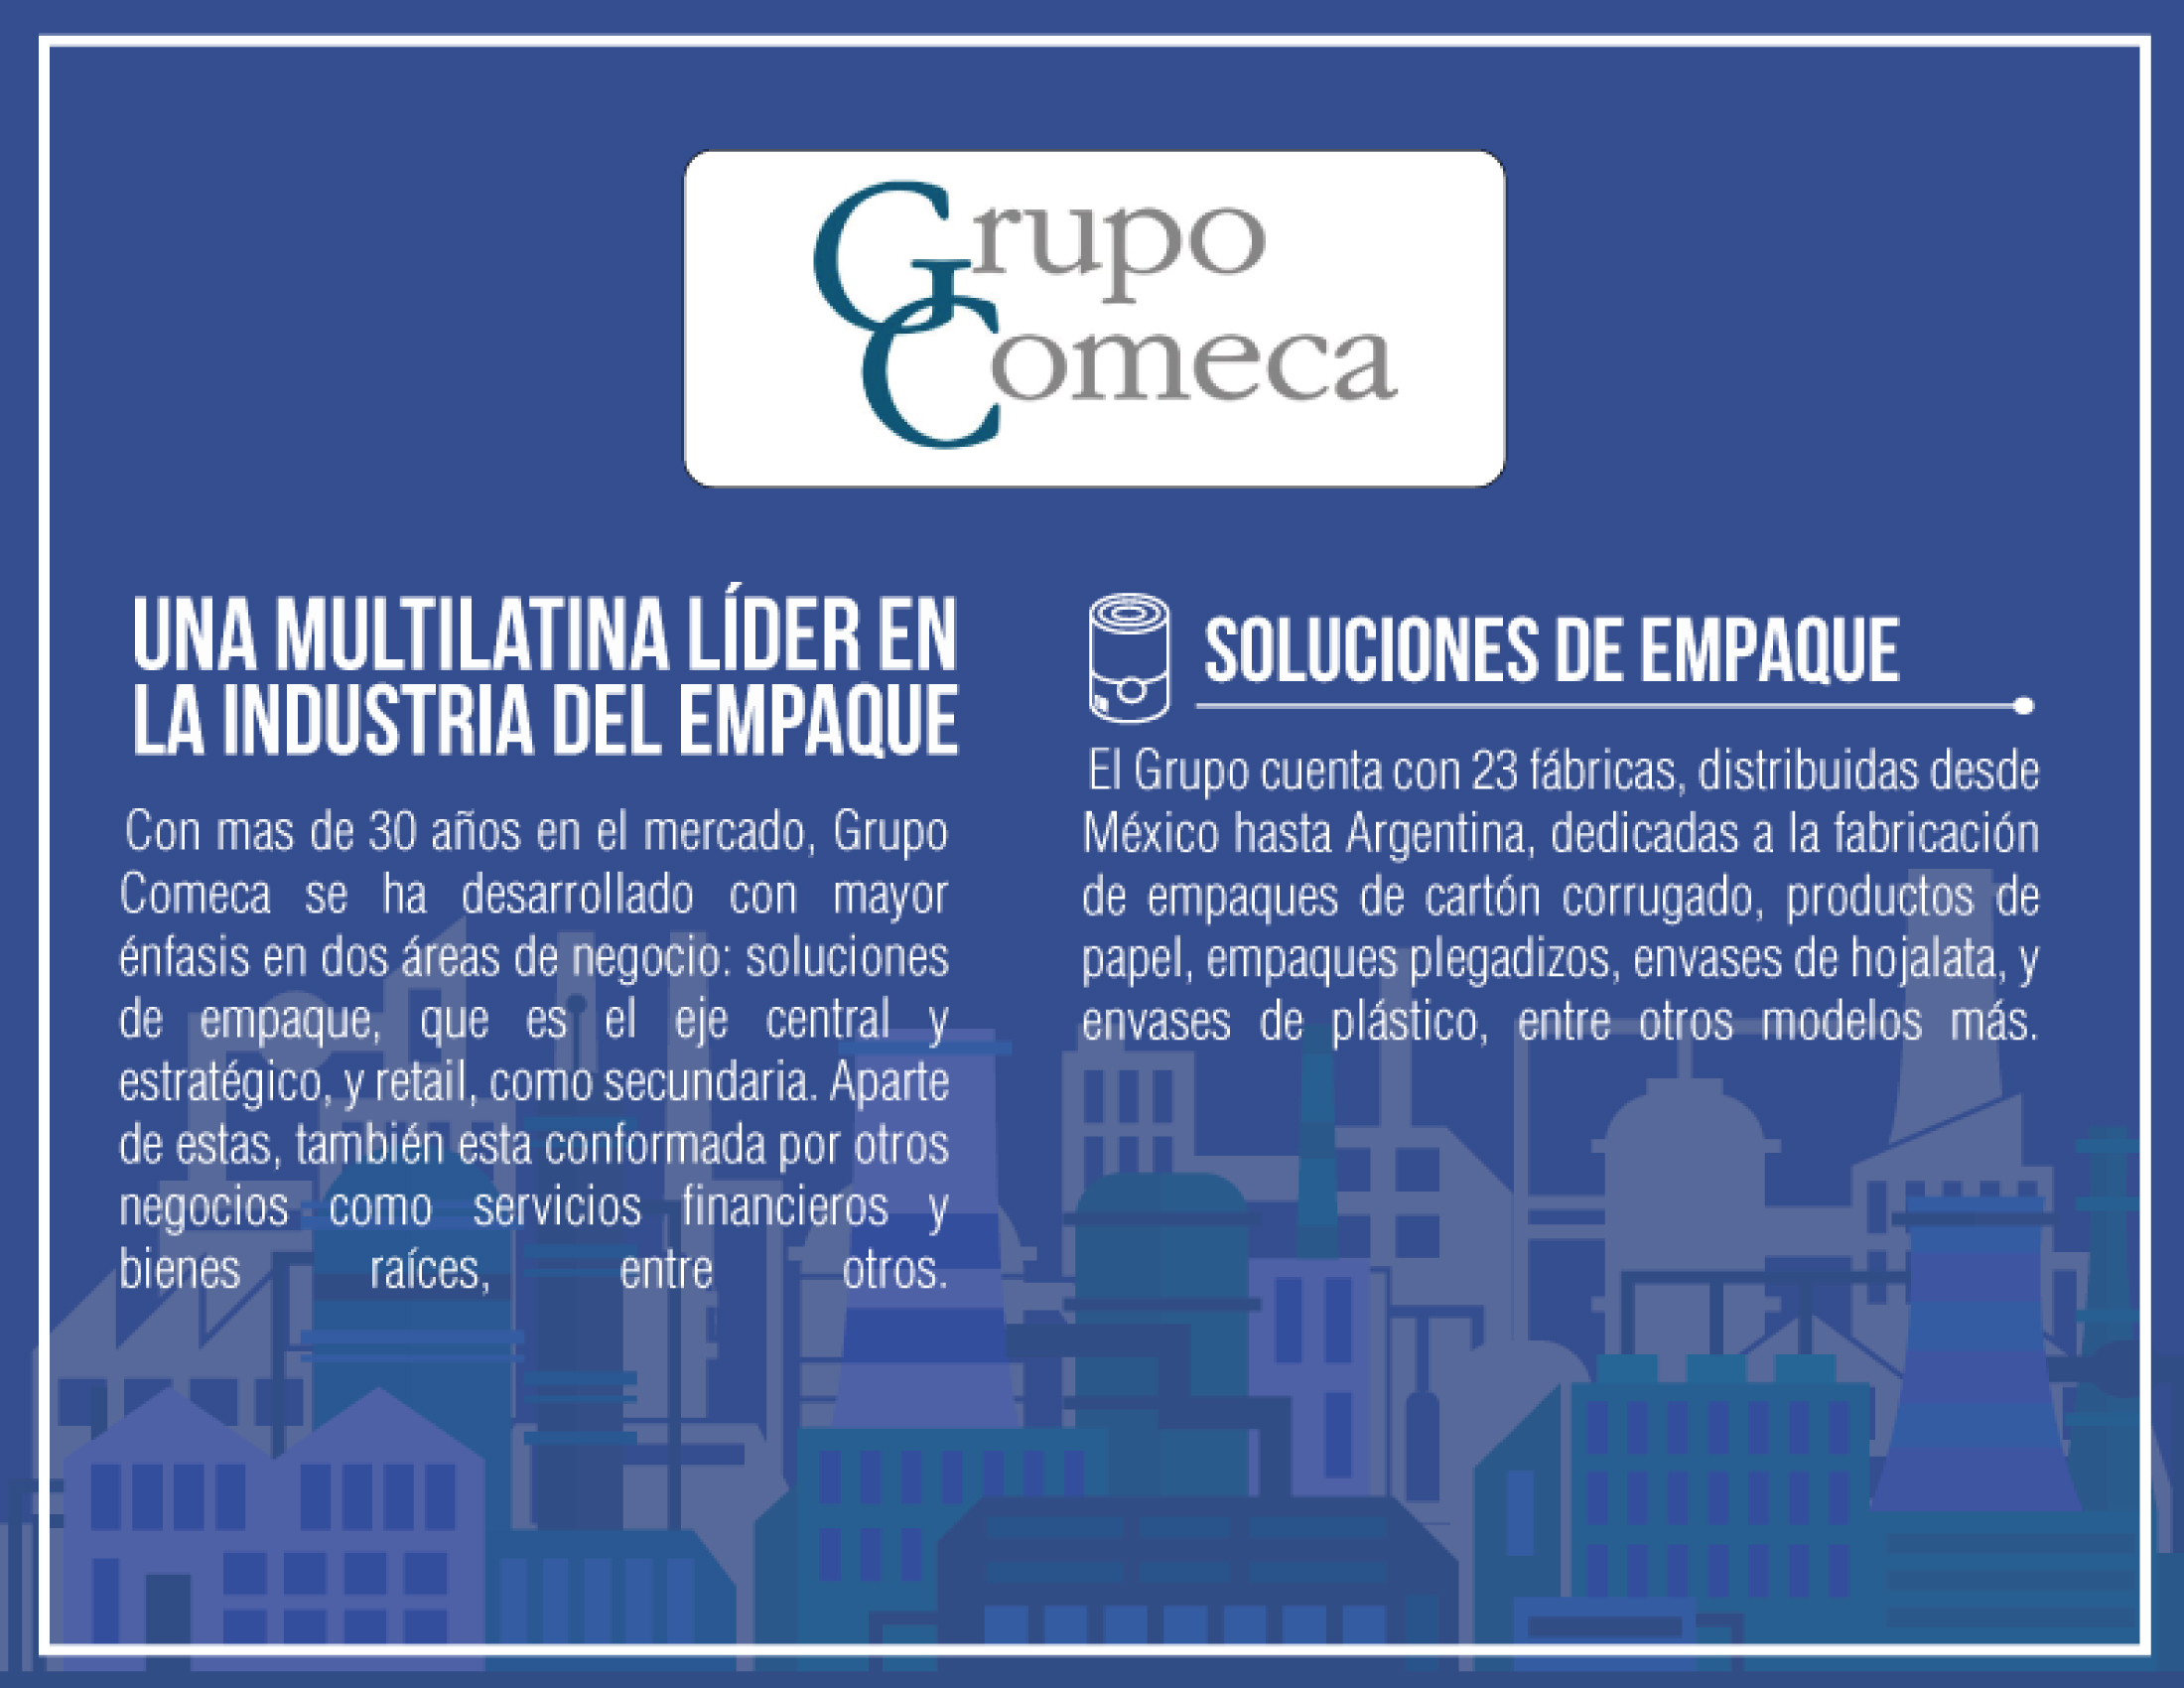 Grupo
Comeca
UNA MULTILATINA LÍDER EN
LA INDUSTRIA DEL EMPAQUE
Con mas de 30 años en el mercado, Grupo
Comeca se ha desarrollado con mayor
énfasis en dos áreas de negocio: soluciones
de empaque, que es el eje central y
estratégico, y retail, como secundaria. Aparte
de estas, también esta conformada por otros
negocios como servicios financieros y
bienes raíces, entre otros.
SOLUCIONES DE EMPAQUE
El Grupo cuenta con 23 fábricas, distribuidas desde
México hasta Argentina, dedicadas a la fabricación
de empaques de cartón corrugado, productos de
papel, empaques plegadizos, envases de hojalata, y
envases de plástico, entre otros modelos más.